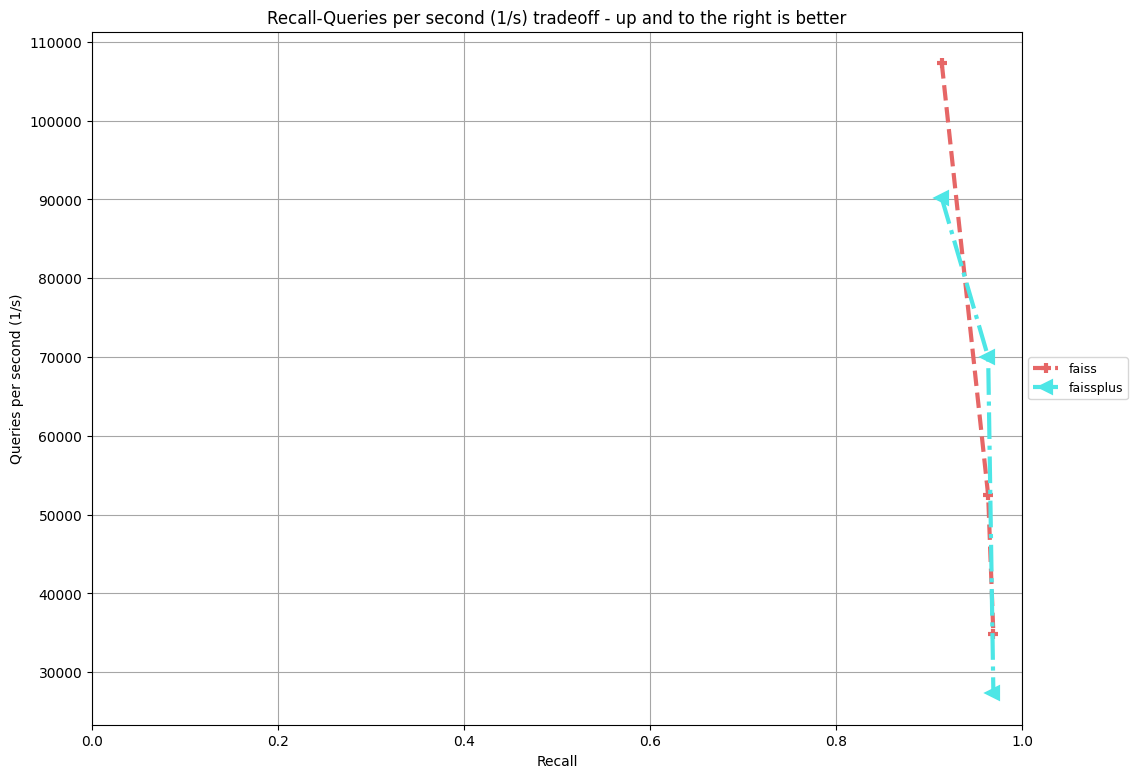 Recall-Queries per second (1/s) tradeoff - up and to the right is better
110000
100000
90000
80000
70000
60000
50000
40000
30000
Queries per second (1/s)
0.0 0.2 0.4 0.6 0.8 1.0
Recall
faiss
faissplus